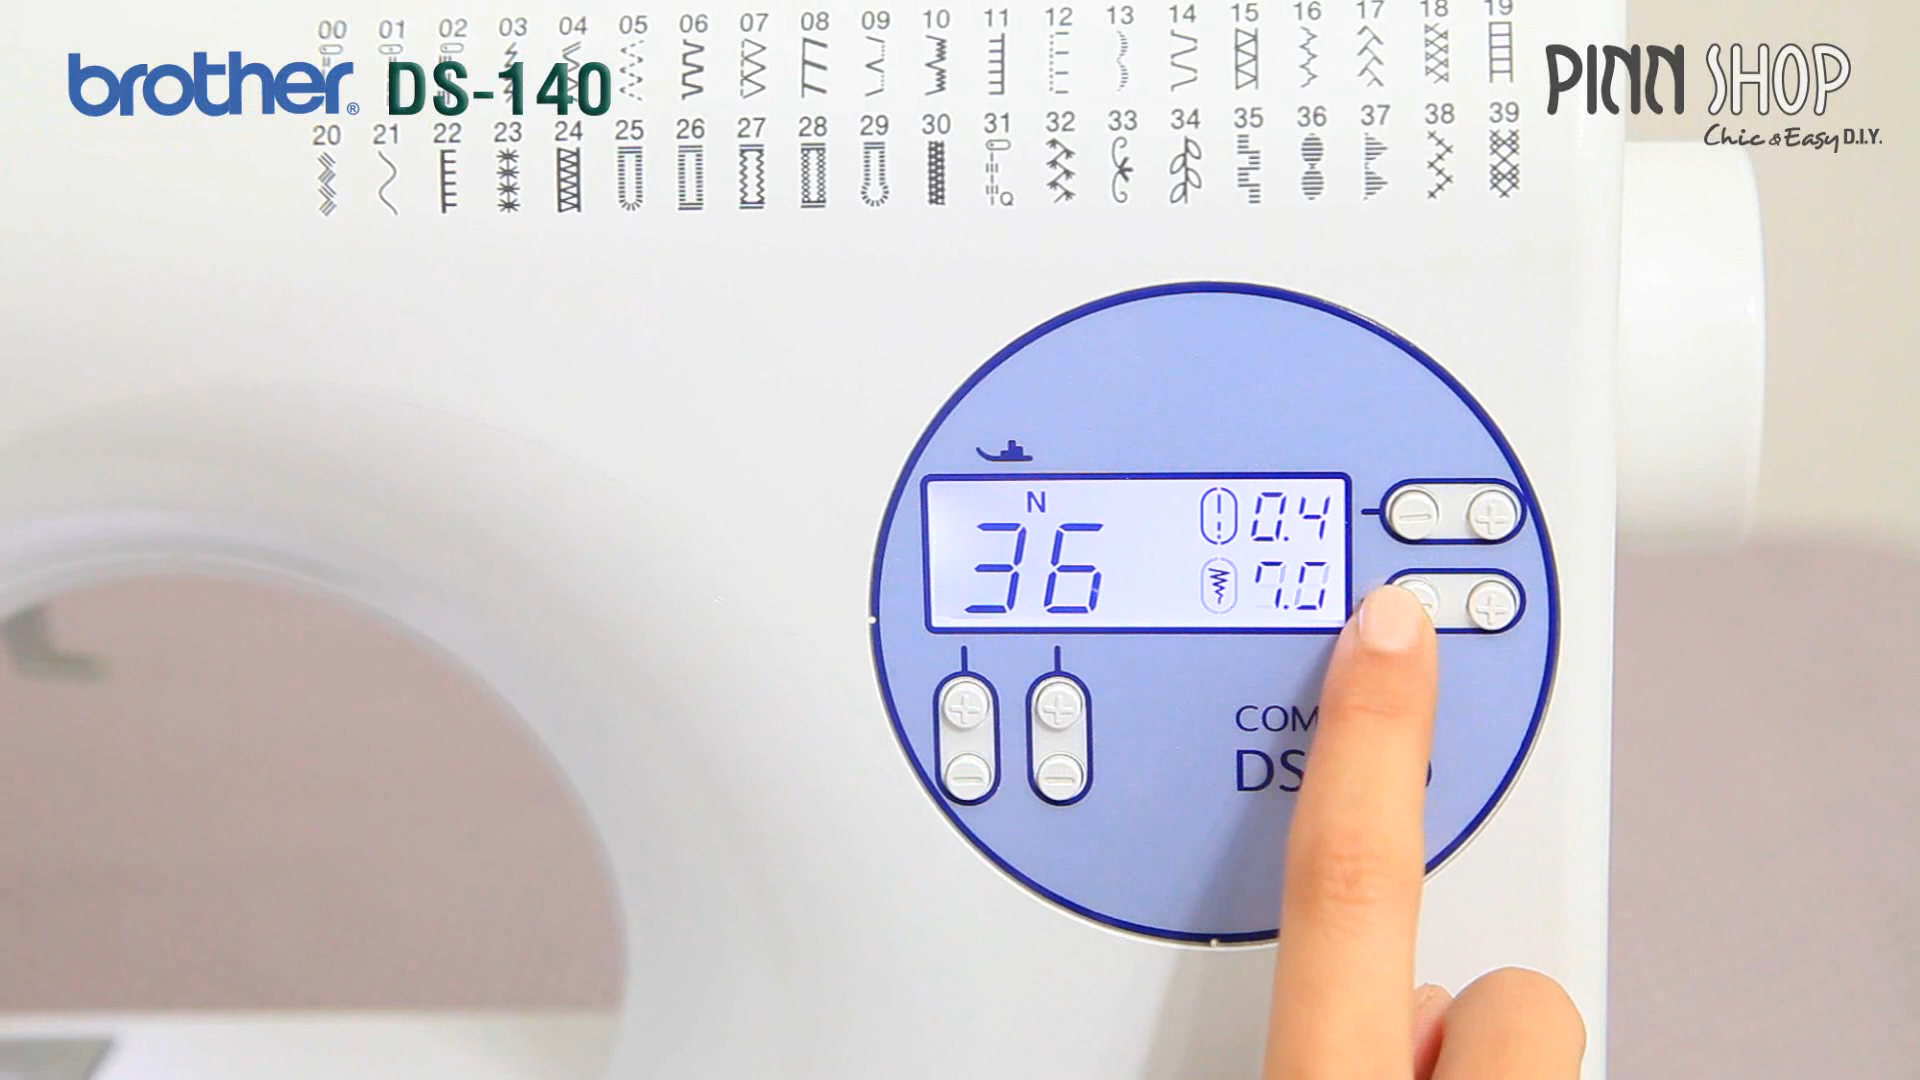 00 01 02 03 04 05 06 07 08 09 10 11 12 13 14 15 16 17 18 19
brother® DS-140
PINN SHOP
Chic & Easy D.I.Y.
20 21 22 23 24 25 26 27 28 29 30 31 32 33 34 35 36 37 38 39
Q
N
36
0.4
7.0
COM
DS